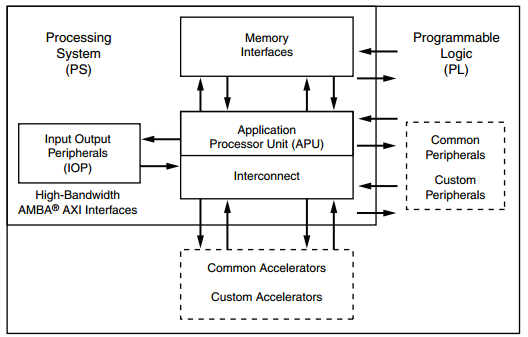 Processing
System
(PS)
Memory
Interfaces
Programmable
Logic
(PL)
Input Output
Peripherals
(IOP)
High-Bandwidth
AMBA® AXI Interfaces
Application
Processor Unit (APU)
Interconnect
Common
Peripherals
Custom
Peripherals
Common Accelerators
Custom Accelerators